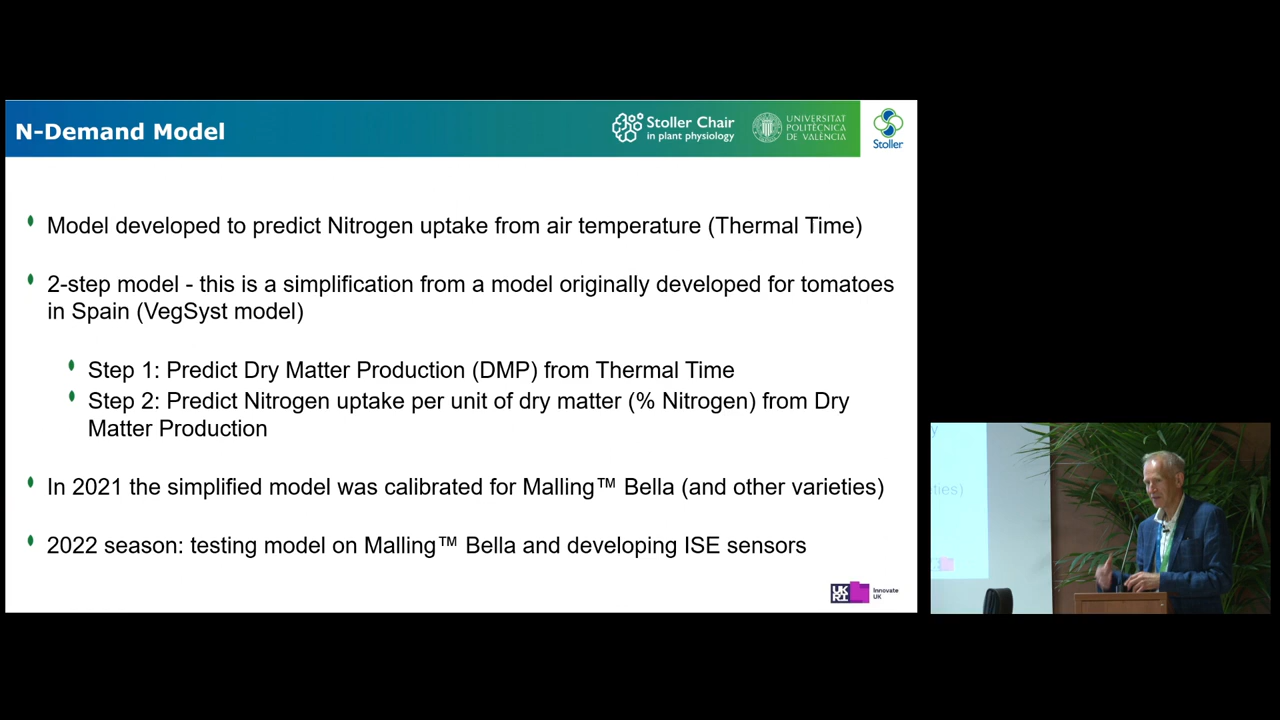 N-Demand Model
Stoller Chair
in plant physiology
UNIVERSITAT
POLITÈCNICA
DE VALÈNCIA
Stoller
Model developed to predict Nitrogen uptake from air temperature (Thermal Time)
2-step model - this is a simplification from a model originally developed for tomatoes
in Spain (VegSyst model)
Step 1: Predict Dry Matter Production (DMP) from Thermal Time
Step 2: Predict Nitrogen uptake per unit of dry matter (% Nitrogen) from Dry
Matter Production
In 2021 the simplified model was calibrated for Malling™ Bella (and other varieties)
2022 season: testing model on Malling™ Bella and developing ISE sensors
UK
RI
Innovate
UK
ties)